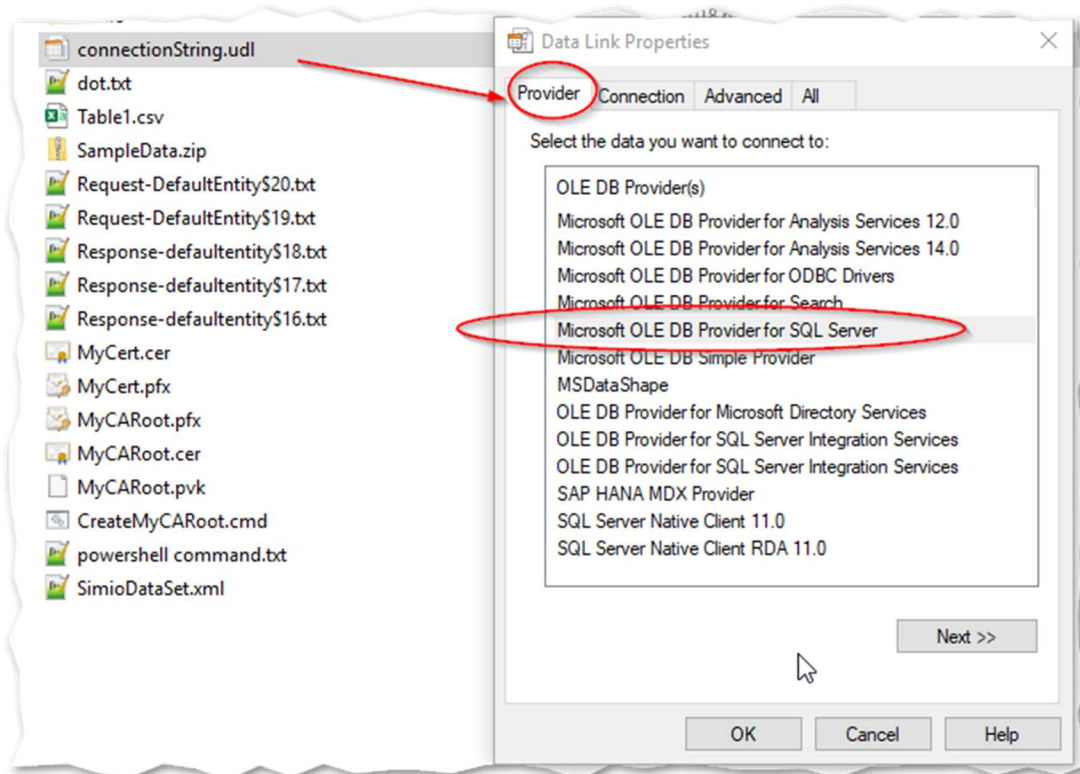 connectionString.udl
dot.txt
Table1.csv
SampleData.zip
Request-DefaultEntity$20.txt
Request-DefaultEntity$19.txt
Response-defaultentity$18.txt
Response-defaultentity$17.txt
Response-defaultentity$16.txt
MyCert.cer
MyCert.pfx
MyCARoot.pfx
MyCARoot.cer
MyCARoot.pvk
CreateMyCARoot.cmd
powershell command.txt
SimioDataSet.xml
Data Link Properties
Provider Connection Advanced All
Select the data you want to connect to:
OLE DB Provider(s)
Microsoft OLE DB Provider for Analysis Services 12.0
Microsoft OLE DB Provider for Analysis Services 14.0
Microsoft OLE DB Provider for ODBC Drivers
Microsoft OLE DB Provider for Search
Microsoft OLE DB Provider for SQL Server
Microsoft OLE DB Simple Provider
MSDataShape
OLE DB Provider for Microsoft Directory Services
OLE DB Provider for SQL Server Integration Services
OLE DB Provider for SQL Server Integration Services
SAP HANA MDX Provider
SQL Server Native Client 11.0
SQL Server Native Client RDA 11.0
Next >>
OK Cancel Help